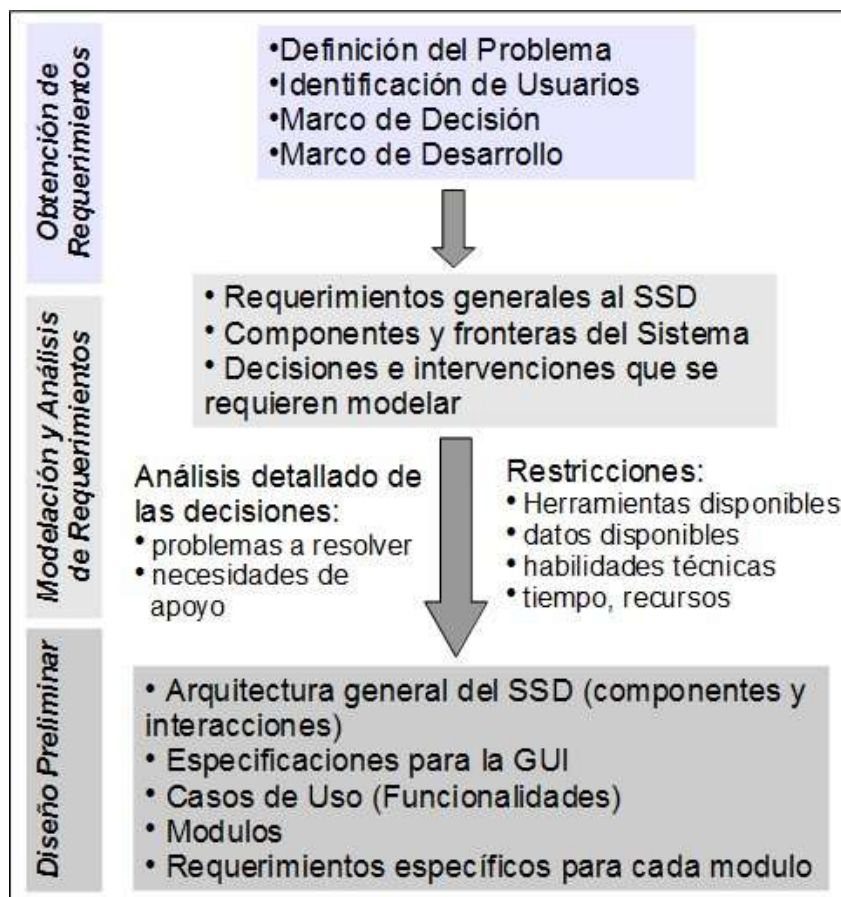 Obtención de
Requerimientos
•Definición del Problema
•Identificación de Usuarios
•Marco de Decisión
•Marco de Desarrollo
Modelación y Análisis
de Requerimientos
• Requerimientos generales al SSD
• Componentes y fronteras del Sistema
• Decisiones e intervenciones que se
requieren modelar
Análisis detallado de
las decisiones:
• problemas a resolver
• necesidades de
apoyo
Restricciones:
• Herramientas disponibles
• datos disponibles
• habilidades técnicas
• tiempo, recursos
Diseño Preliminar
• Arquitectura general del SSD (componentes y
interacciones)
• Especificaciones para la GUI
• Casos de Uso (Funcionalidades)
• Modulos
• Requerimientos específicos para cada modulo